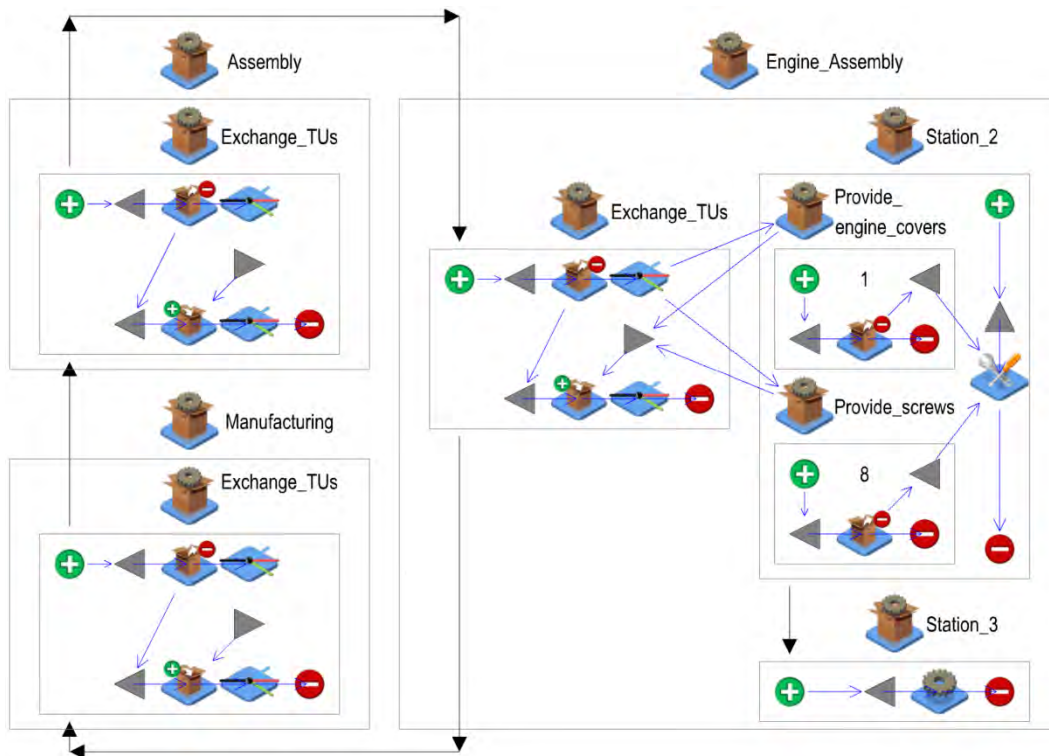 Assembly
Engine_Assembly
Exchange_TUs
Station_2
Exchange_TUs
Provide_
engine_covers
1
Manufacturing
Provide_screws
Exchange_TUs
8
Station_3